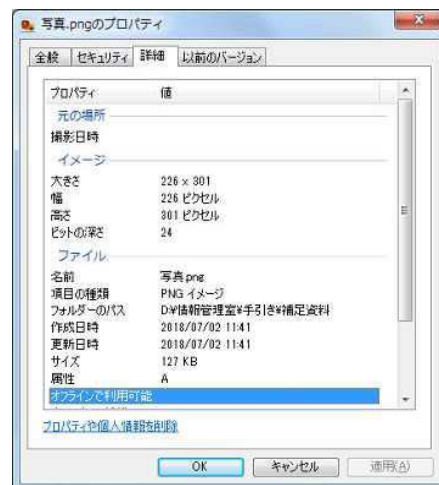 写真.pngのプロパティ
全般 セキュリティ 詳細 以前のバージョン
プロパティ 値
元の場所
撮影日時
イメージ
大きさ 226 x 301
幅 226 ピクセル
高さ 301 ピクセル
ビットの深さ 24
ファイル
名前 写真.png
項目の種類 PNG イメージ
フォルダーのパス D:¥情報管理室¥手引き¥補足資料
作成日時 2018/07/02 11:41
更新日時 2018/07/02 11:41
サイズ 127 KB
属性 A
オフラインで利用可能
プロパティや個人情報を削除
OK キャンセル 適用(A)